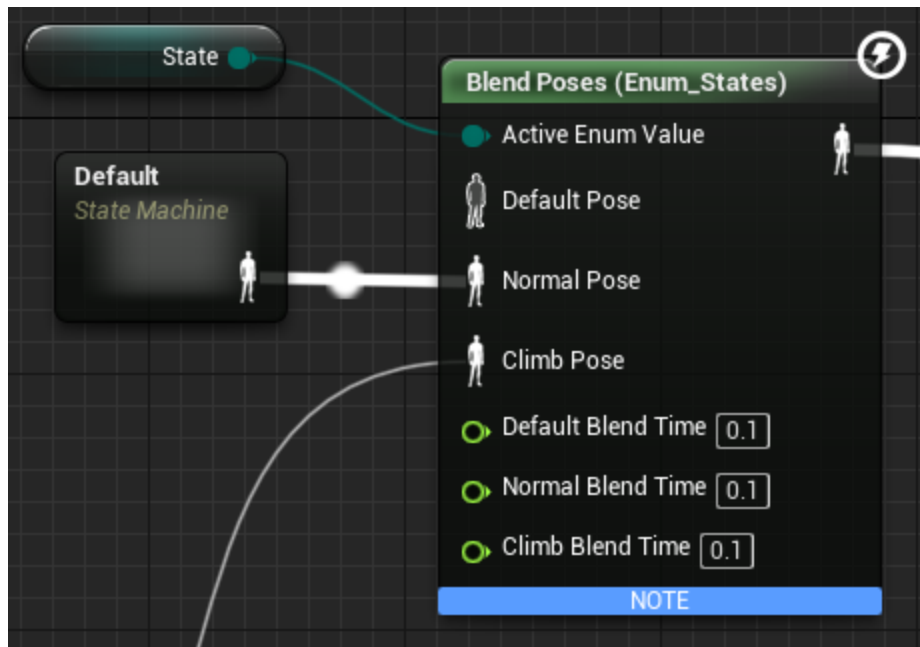 State
Default
State Machine
Blend Poses (Enum_States)
Active Enum Value
Default Pose
Normal Pose
Climb Pose
Default Blend Time 0.1
Normal Blend Time 0.1
Climb Blend Time 0.1
NOTE